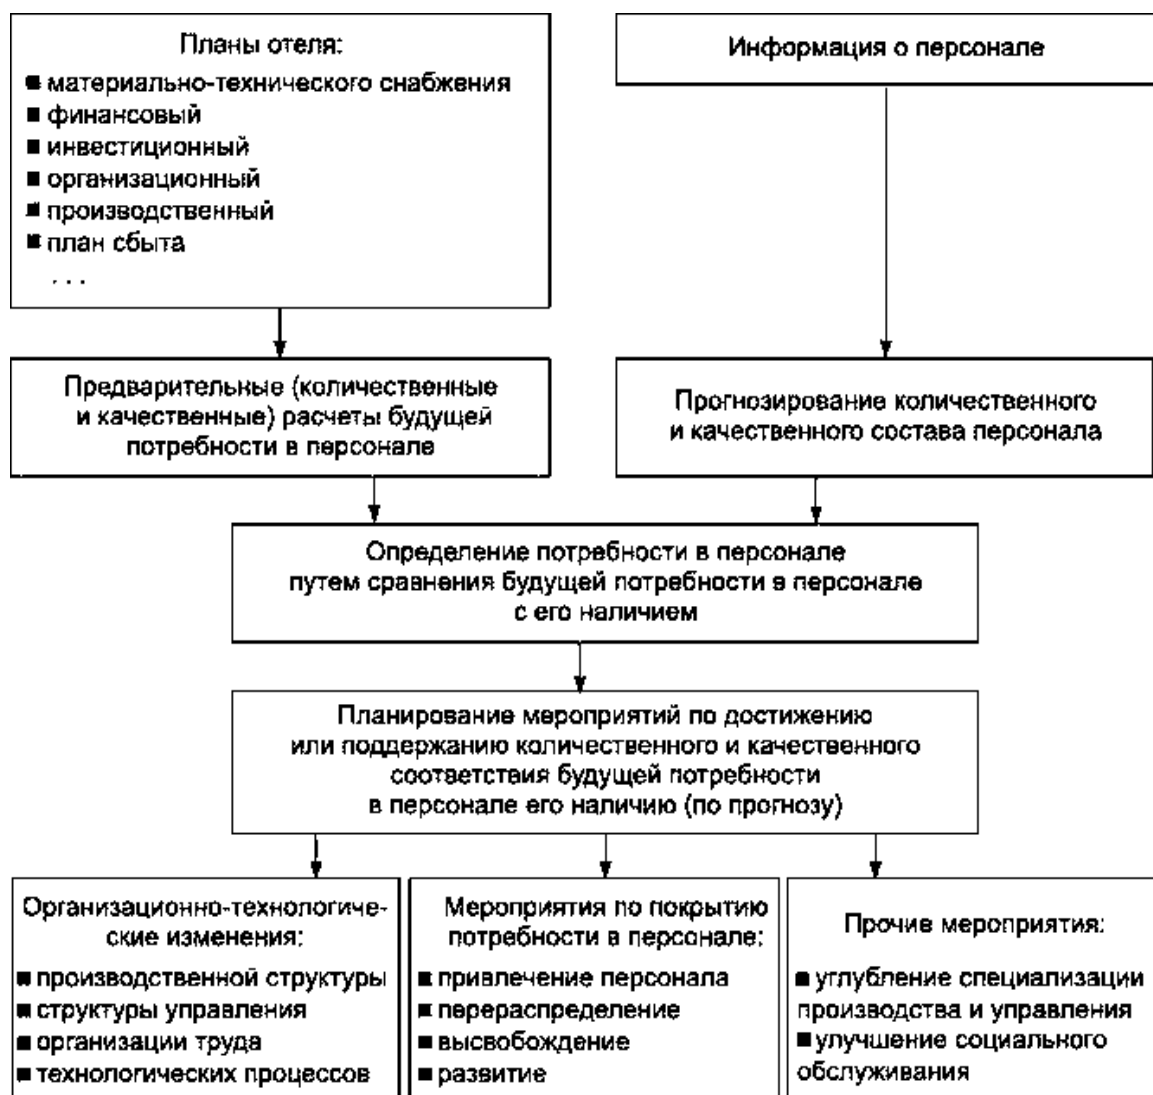 Планы отеля:
■ материально-технического снабжения
■ финансовый
■ инвестиционный
■ организационный
■ производственный
■ план сбыта
. . .
Информация о персонале
Предварительные (количественные
и качественные) расчеты будущей
потребности в персонале
Прогнозирование количественного
и качественного состава персонала
Определение потребности в персонале
путем сравнения будущей потребности в персонале
с его наличием
Планирование мероприятий по достижению
или поддержанию количественного и качественного
соответствия будущей потребности
в персонале его наличию (по прогнозу)
Организационно-технологиче-
ские изменения:
■ производственной структуры
■ структуры управления
■ организации труда
■ технологических процессов
Мероприятия по покрытию
потребности в персонале:
■ привлечение персонала
■ перераспределение
■ высвобождение
■ развитие
Прочие мероприятия:
■ углубление специализации
производства и управления
■ улучшение социального
обслуживания